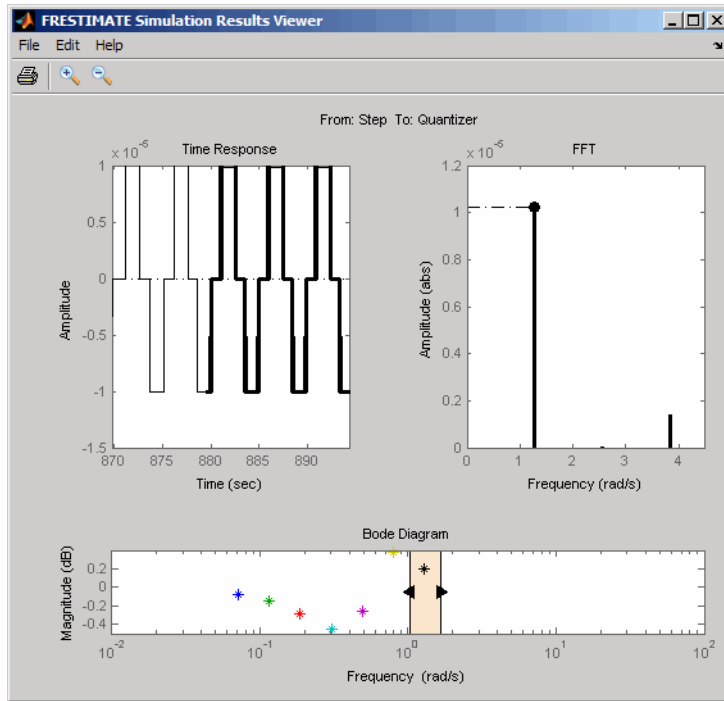 FRESTIMATE Simulation Results Viewer
File Edit Help
From: Step To: Quantizer
Time Response
x 10^-5
1
0.5
0
-0.5
-1
-1.5
Amplitude
870 875 880 885 890
Time (sec)
FFT
x 10^-5
1.2
1
0.8
0.6
0.4
0.2
0
Amplitude (abs)
0 1 2 3 4
Frequency (rad/s)
Bode Diagram
Magnitude (dB)
0.2
0
-0.2
-0.4
10^-2 10^-1 10^0 10^1 10^2
Frequency (rad/s)